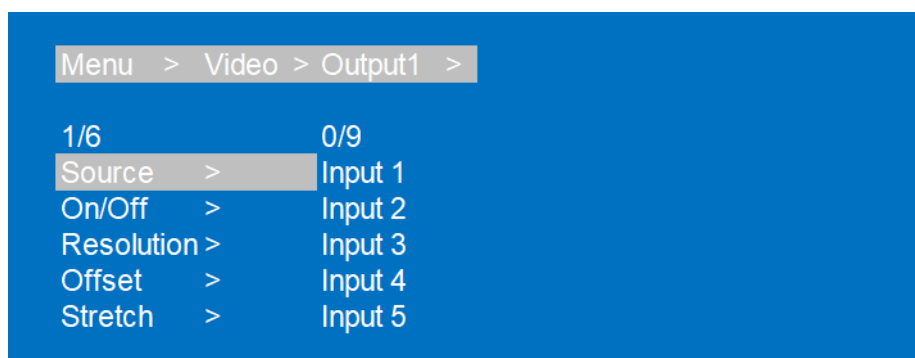 Menu > Video > Output1 >
1/6 0/9
Source > Input 1
On/Off > Input 2
Resolution > Input 3
Offset > Input 4
Stretch > Input 5